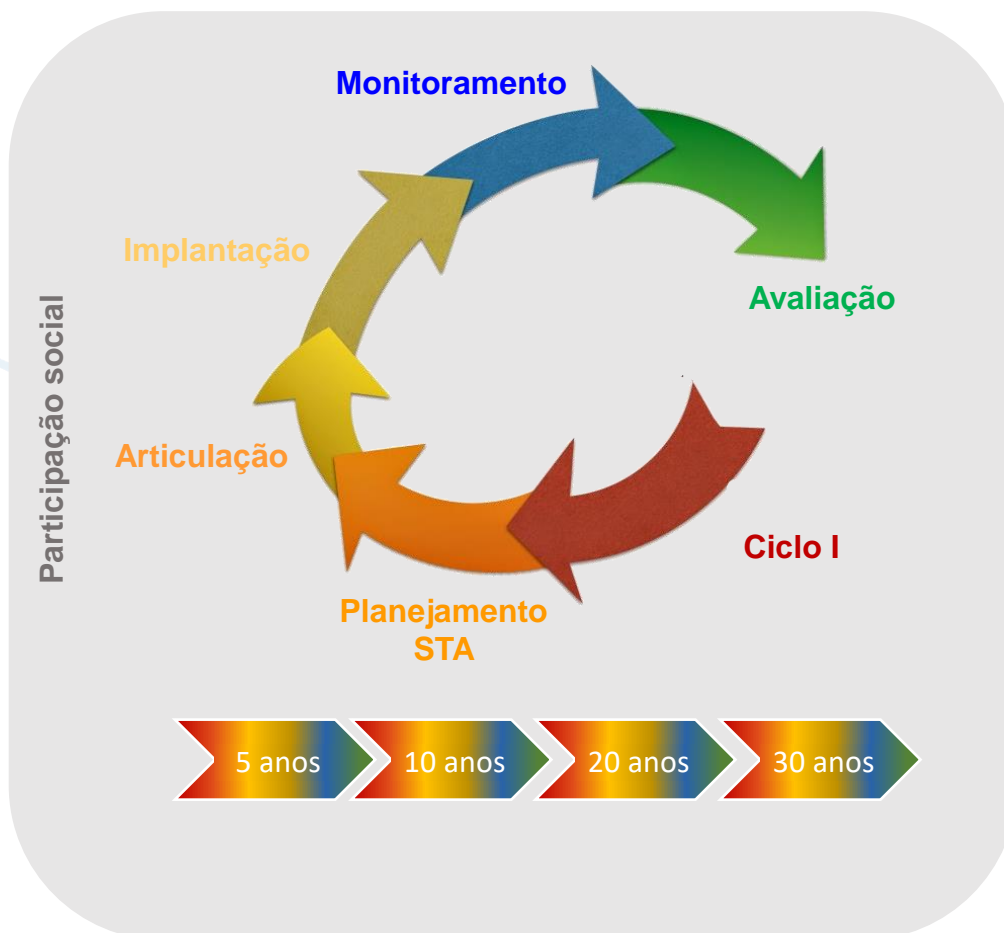 Monitoramento
Implantação
Avaliação
Participação social
Articulação
Ciclo I
Planejamento
STA
5 anos
10 anos
20 anos
30 anos